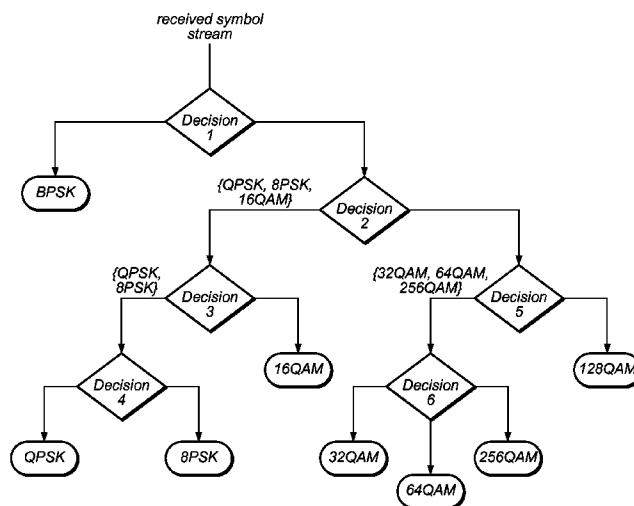 received symbol
stream
Decision
1
BPSK
{QPSK, 8PSK,
16QAM}
Decision
2
{QPSK,
8PSK}
Decision
3
{32QAM, 64QAM,
256QAM}
Decision
5
Decision
4
16QAM
Decision
6
128QAM
QPSK
8PSK
32QAM
64QAM
256QAM